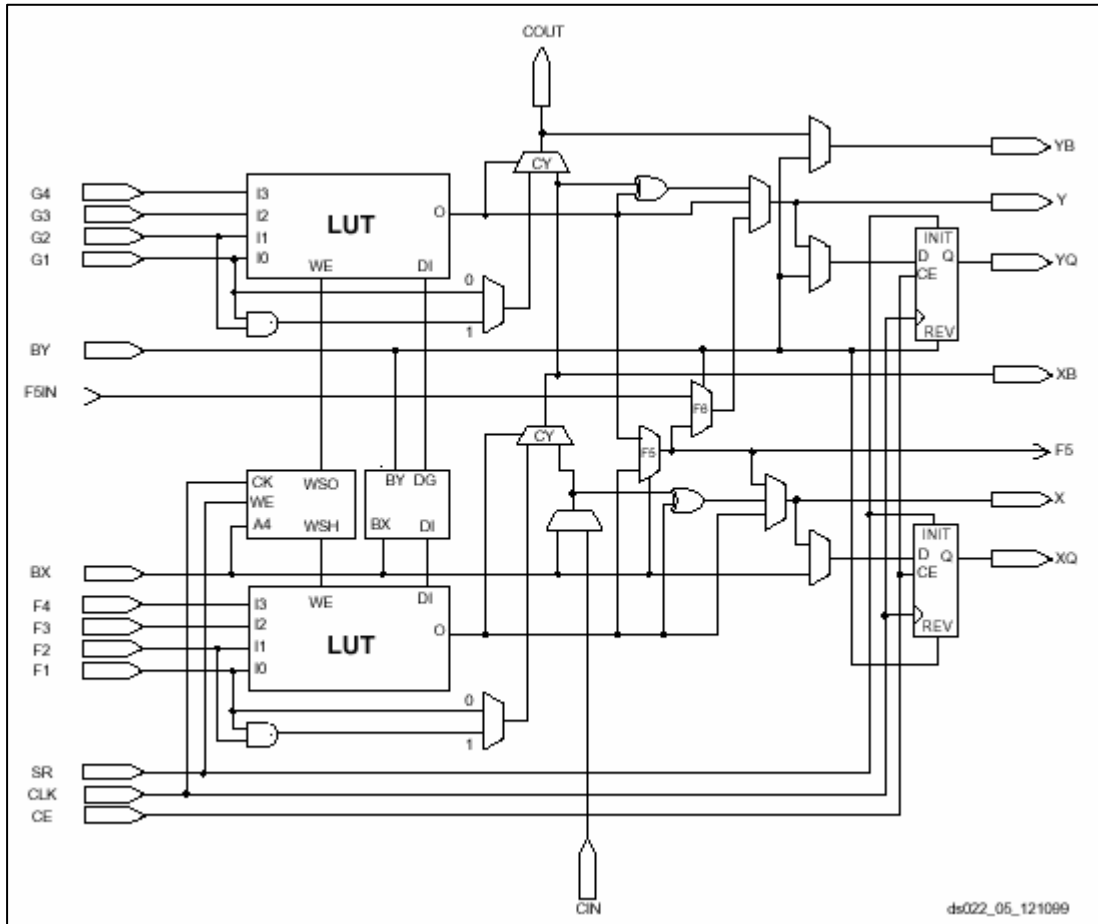 COUT
CY
YB
G4
G3
G2
G1
I3
I2
I1
I0
LUT
O
WE
DI
Y
INIT
D Q
CE
REV
YQ
0
1
BY
F5IN
XB
F6
CY
F5
F5
CK
WE
A4
WSO
WSH
BY DG
BX
DI
X
INIT
D Q
CE
REV
XQ
BX
F4
F3
F2
F1
I3
I2
I1
I0
WE
DI
LUT
O
0
1
SR
CLK
CE
CIN
ds022_05_121099